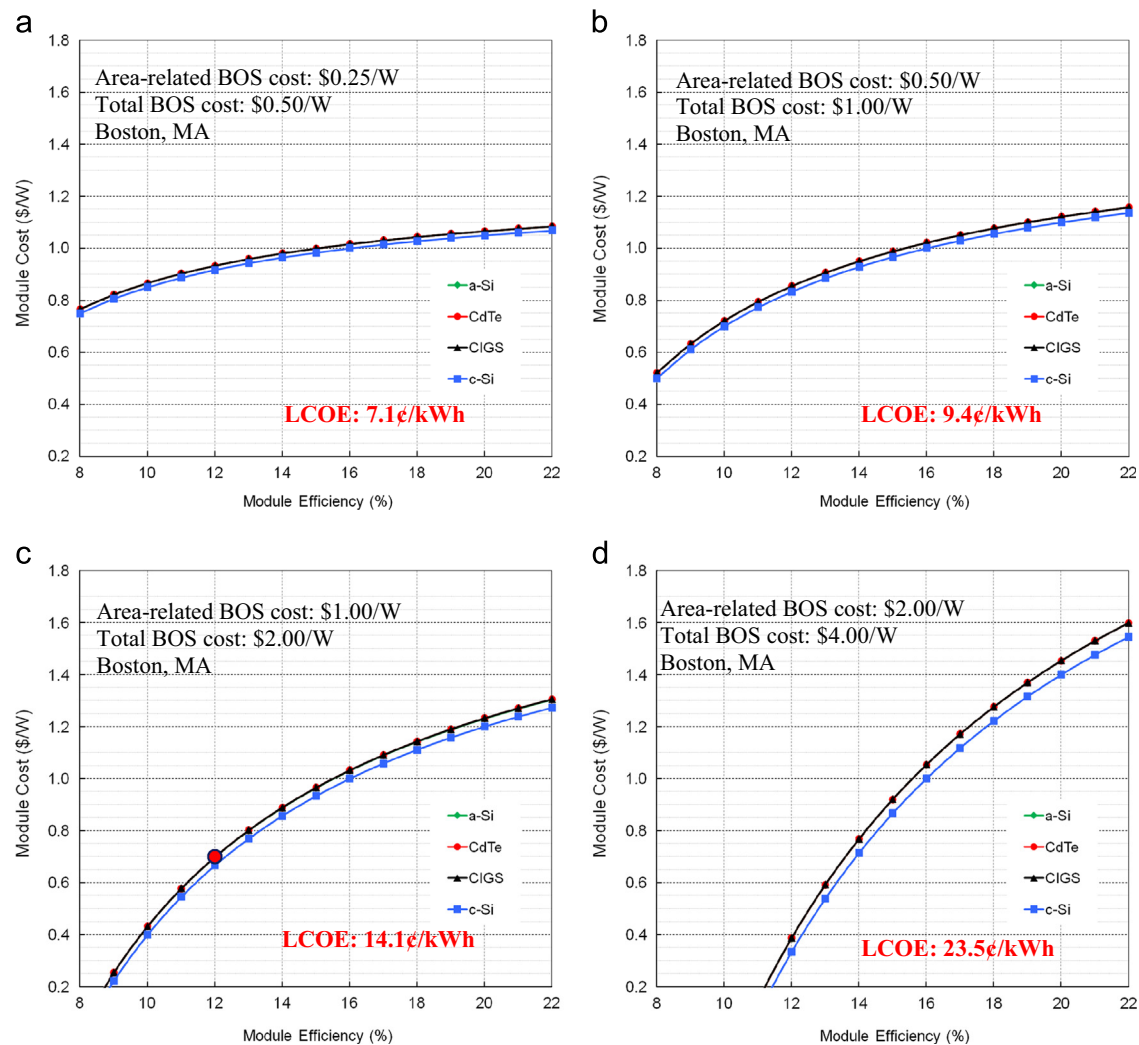 a
1.8
1.6
1.4
1.2
1.0
0.8
0.6
0.4
0.2
Module Cost ($/W)
Area-related BOS cost: $0.25/W
Total BOS cost: $0.50/W
Boston, MA
a-Si
CdTe
CIGS
c-Si
LCOE: 7.1¢/kWh
8 10 12 14 16 18 20 22
Module Efficiency (%)
b
1.8
1.6
1.4
1.2
1.0
0.8
0.6
0.4
0.2
Module Cost ($/W)
Area-related BOS cost: $0.50/W
Total BOS cost: $1.00/W
Boston, MA
a-Si
CdTe
CIGS
c-Si
LCOE: 9.4¢/kWh
8 10 12 14 16 18 20 22
Module Efficiency (%)
c
1.8
1.6
1.4
1.2
1.0
0.8
0.6
0.4
0.2
Module Cost ($/W)
Area-related BOS cost: $1.00/W
Total BOS cost: $2.00/W
Boston, MA
a-Si
CdTe
CIGS
c-Si
LCOE: 14.1¢/kWh
8 10 12 14 16 18 20 22
Module Efficiency (%)
d
1.8
1.6
1.4
1.2
1.0
0.8
0.6
0.4
0.2
Module Cost ($/W)
Area-related BOS cost: $2.00/W
Total BOS cost: $4.00/W
Boston, MA
a-Si
CdTe
CIGS
c-Si
LCOE: 23.5¢/kWh
8 10 12 14 16 18 20 22
Module Efficiency (%)